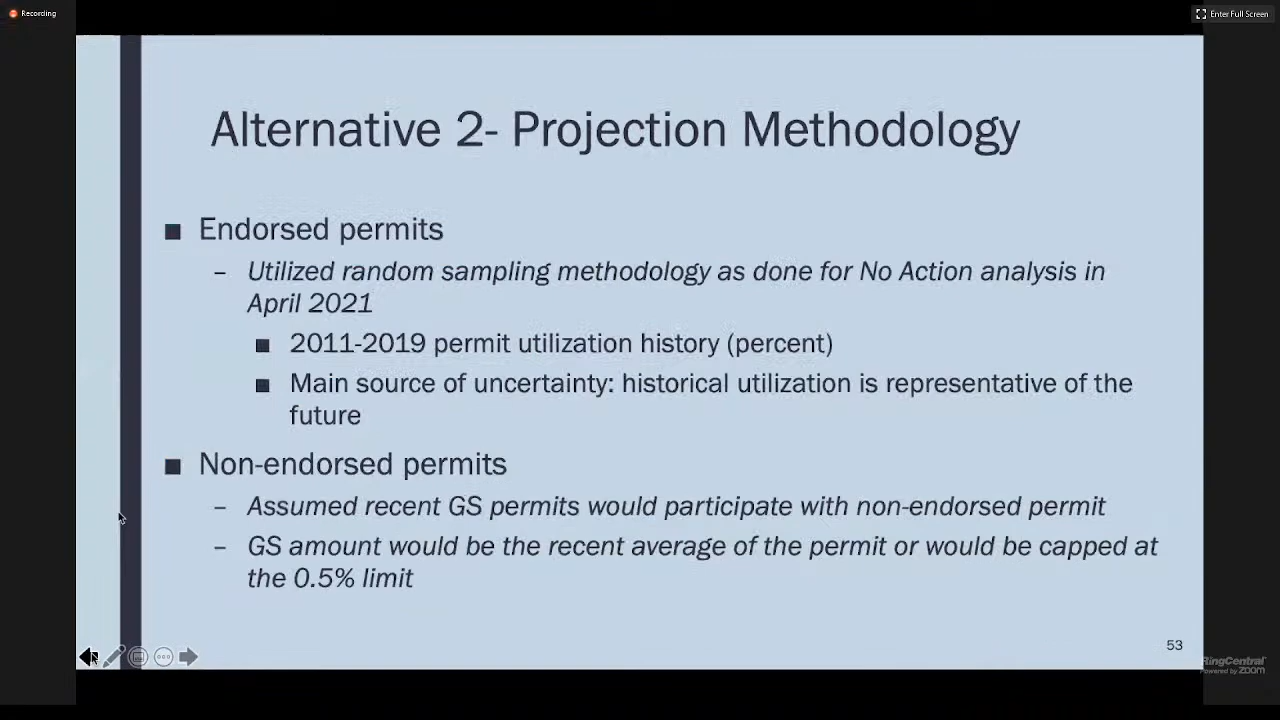 Recording
Enter Full Screen
Alternative 2- Projection Methodology
■ Endorsed permits
– Utilized random sampling methodology as done for No Action analysis in
April 2021
■ 2011-2019 permit utilization history (percent)
■ Main source of uncertainty: historical utilization is representative of the
future
■ Non-endorsed permits
– Assumed recent GS permits would participate with non-endorsed permit
– GS amount would be the recent average of the permit or would be capped at
the 0.5% limit
53
RingCentral
Powered by zoom